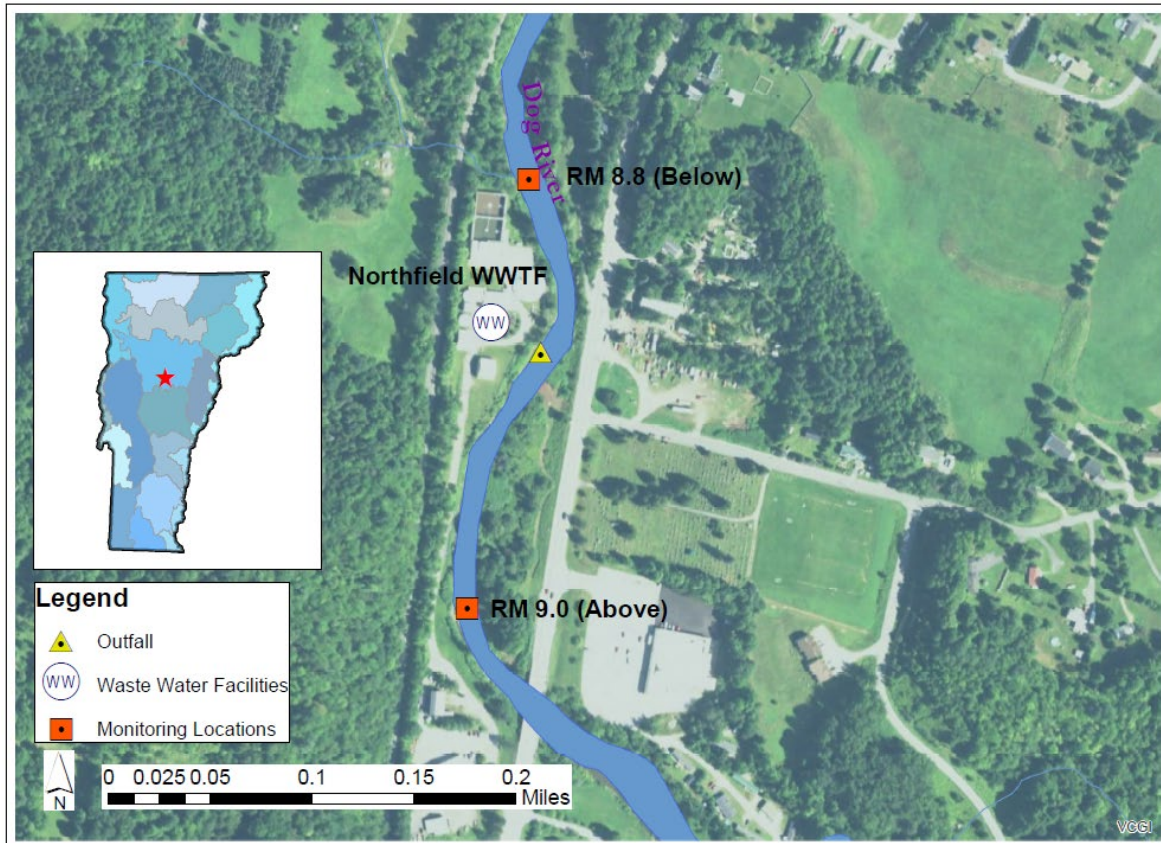 Dog River
RM 8.8 (Below)
Northfield WWTF
WW
RM 9.0 (Above)
Legend
Outfall
WW Waste Water Facilities
Monitoring Locations
N
0 0.025 0.05 0.1 0.15 0.2
Miles
VCGI